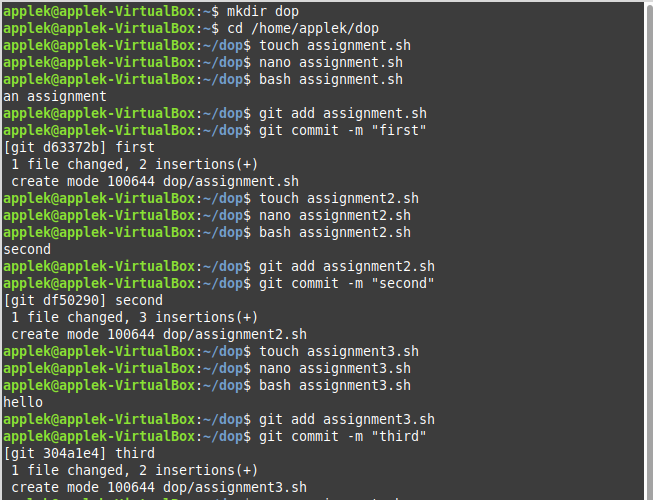 applek@applek-VirtualBox:~$ mkdir dop
applek@applek-VirtualBox:~$ cd /home/applek/dop
applek@applek-VirtualBox:~/dop$ touch assignment.sh
applek@applek-VirtualBox:~/dop$ nano assignment.sh
applek@applek-VirtualBox:~/dop$ bash assignment.sh
an assignment
applek@applek-VirtualBox:~/dop$ git add assignment.sh
applek@applek-VirtualBox:~/dop$ git commit -m "first"
[git d63372b] first
 1 file changed, 2 insertions(+)
 create mode 100644 dop/assignment.sh
applek@applek-VirtualBox:~/dop$ touch assignment2.sh
applek@applek-VirtualBox:~/dop$ nano assignment2.sh
applek@applek-VirtualBox:~/dop$ bash assignment2.sh
second
applek@applek-VirtualBox:~/dop$ git add assignment2.sh
applek@applek-VirtualBox:~/dop$ git commit -m "second"
[git df50290] second
 1 file changed, 3 insertions(+)
 create mode 100644 dop/assignment2.sh
applek@applek-VirtualBox:~/dop$ touch assignment3.sh
applek@applek-VirtualBox:~/dop$ nano assignment3.sh
applek@applek-VirtualBox:~/dop$ bash assignment3.sh
hello
applek@applek-VirtualBox:~/dop$ git add assignment3.sh
applek@applek-VirtualBox:~/dop$ git commit -m "third"
[git 304a1e4] third
 1 file changed, 2 insertions(+)
 create mode 100644 dop/assignment3.sh